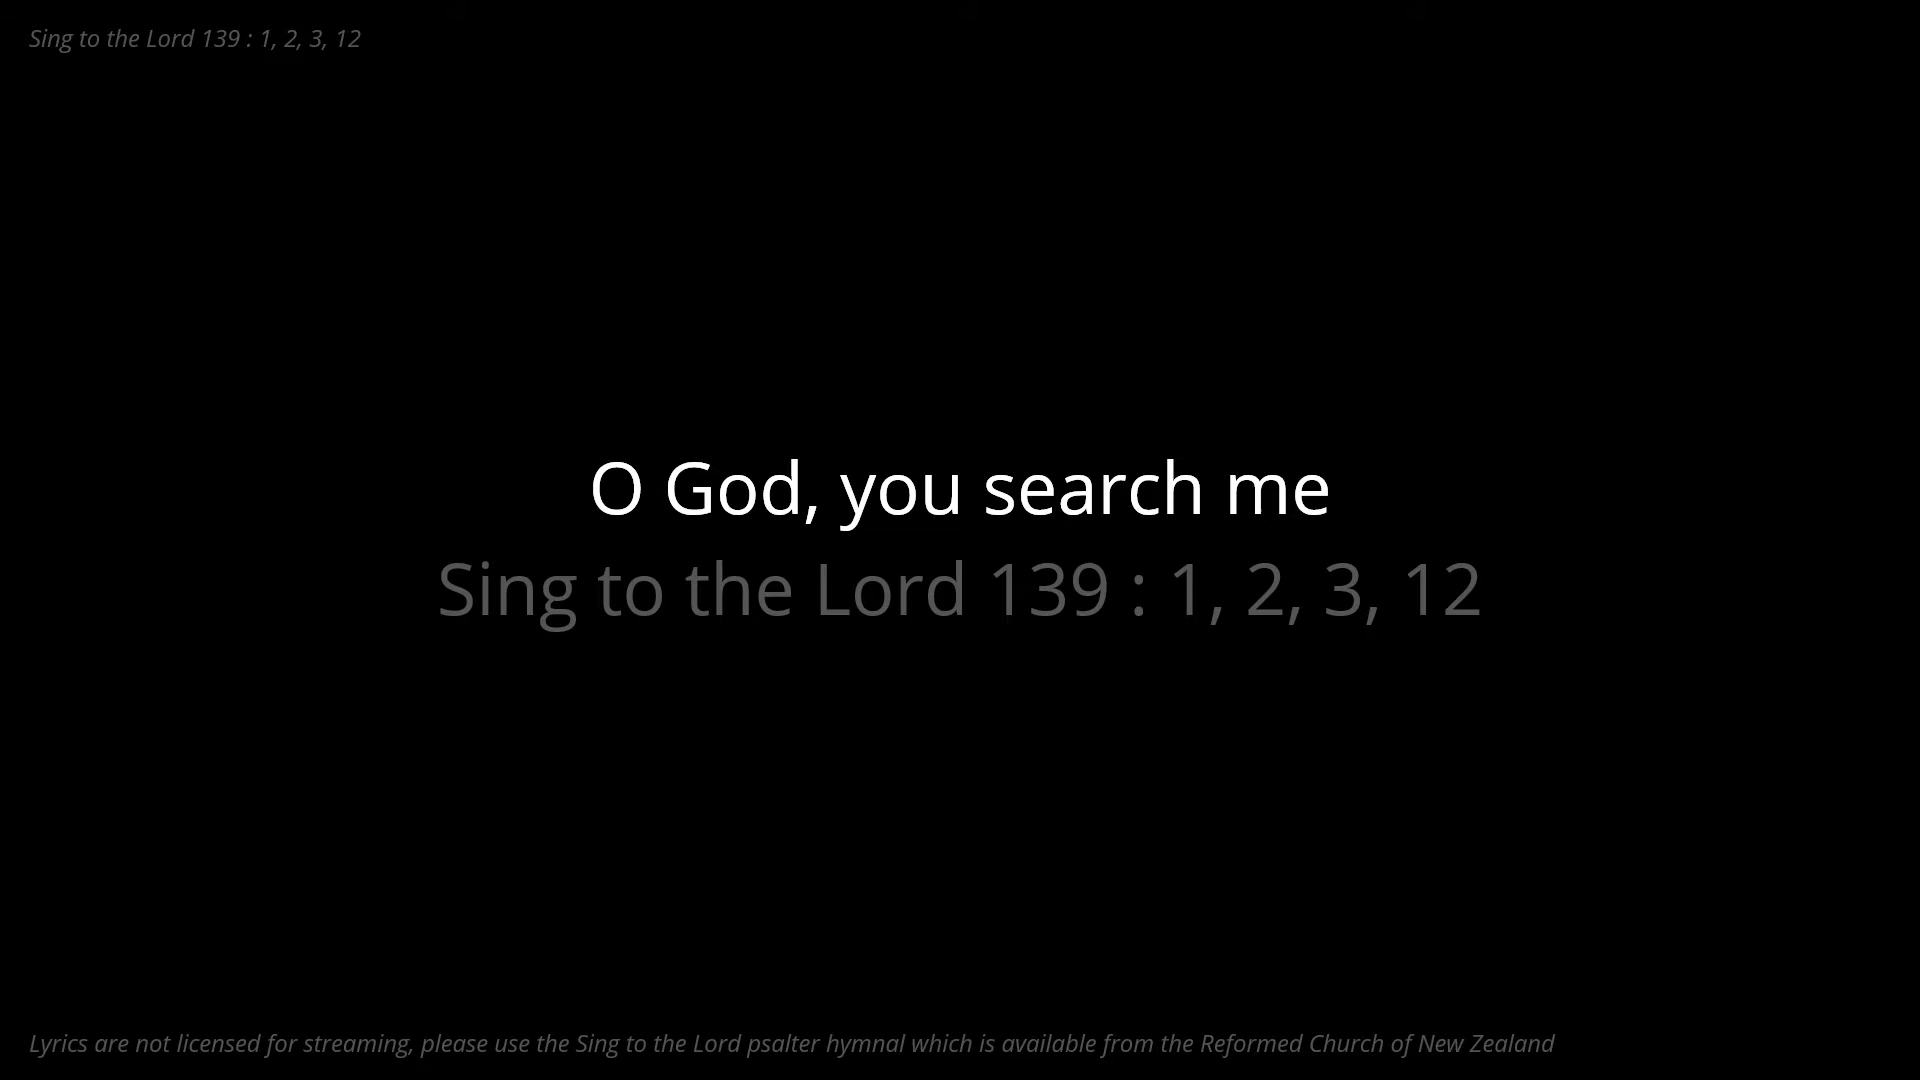 Sing to the Lord 139 : 1, 2, 3, 12
O God, you search me
Sing to the Lord 139 : 1, 2, 3, 12
Lyrics are not licensed for streaming, please use the Sing to the Lord psalter hymnal which is available from the Reformed Church of New Zealand